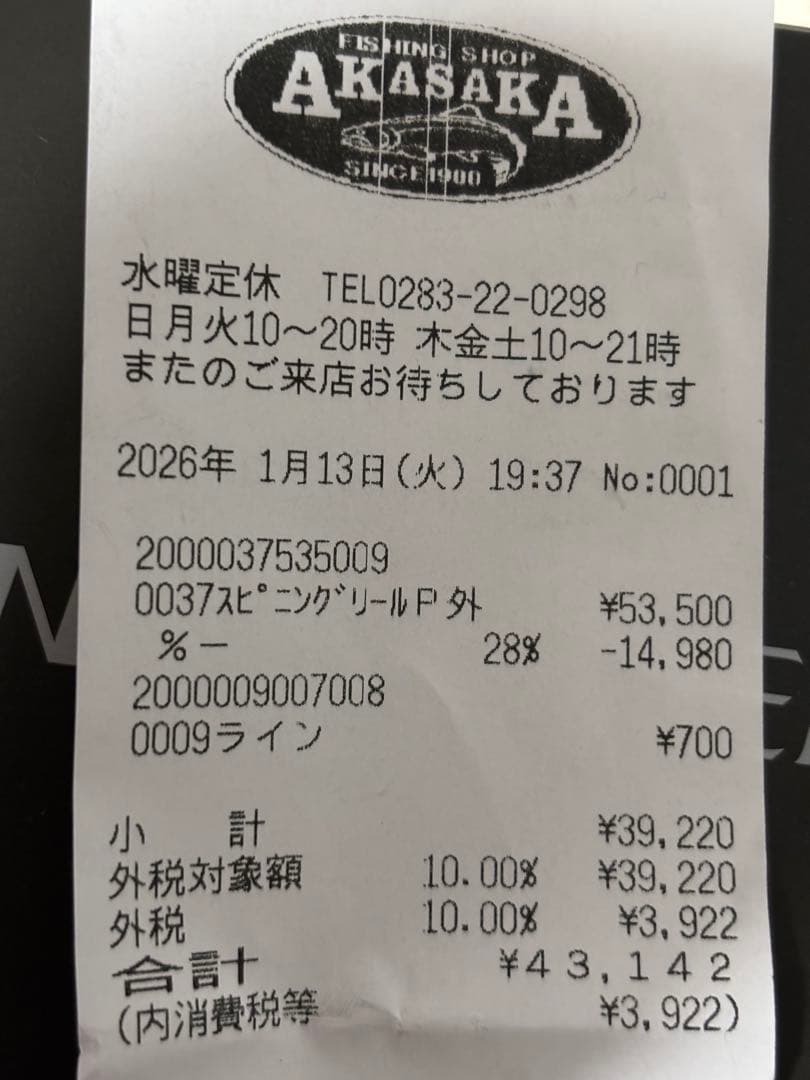 FISHING SHOP
AKASAKA
SINCE1900
水曜定休 TEL0283-22-0298
日月火10～20時 木金土10～21時
またのご来店お待ちしております
2026年 1月13日(火) 19:37 No:0001
2000037535009
0037ｽﾋﾟﾆﾝｸﾞﾘｰﾙP外 ¥53,500
%－ 28% -14,980
2000009007008
0009ライン ¥700
小 計 ¥39,220
外税対象額 10.00% ¥39,220
外税 10.00% ¥3,922
合計 ¥43,142
(内消費税等 ¥3,922)